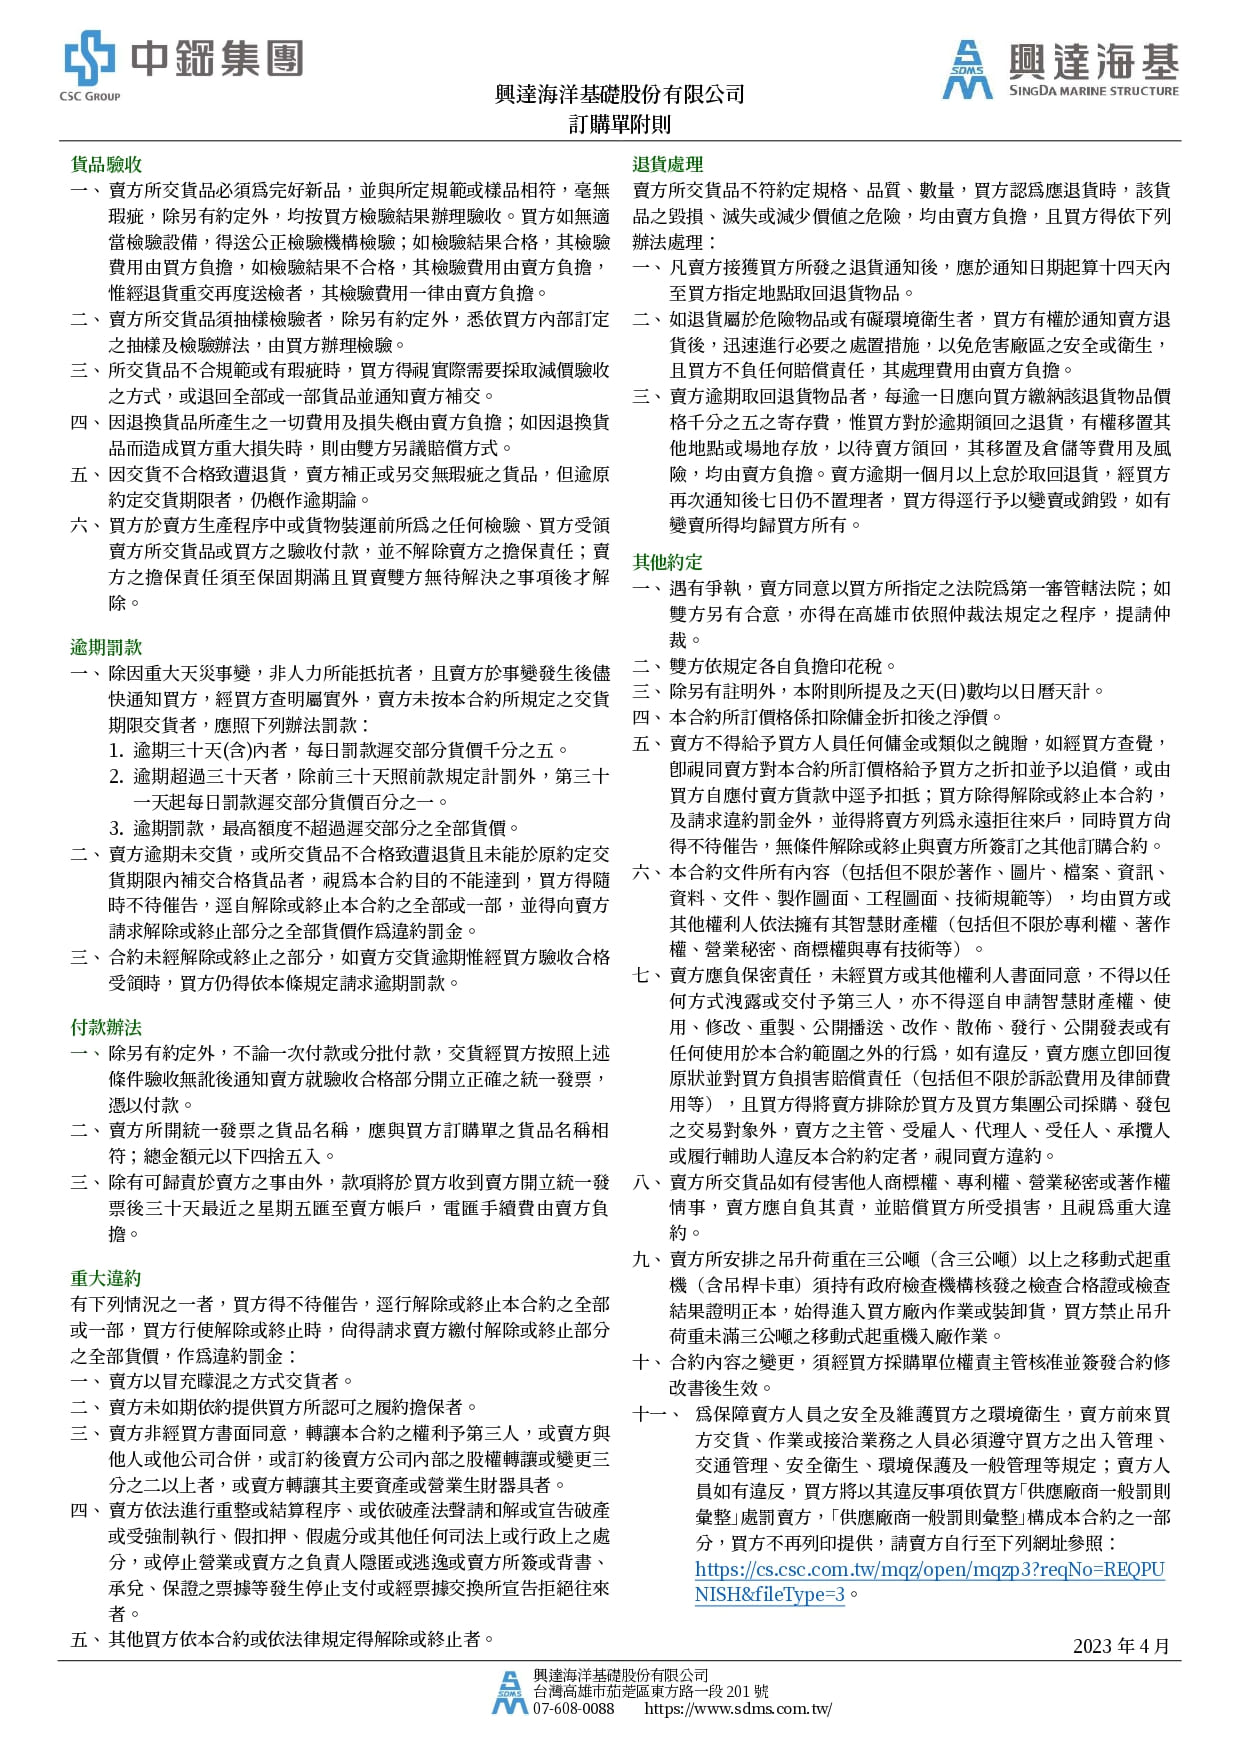 中鋼集團
CSC GROUP
興達海基
SDMS
SINGDA MARINE STRUCTURE
興達海洋基礎股份有限公司
訂購單附則
貨品驗收
一、賣方所交貨品必須為完好新品，並與所定規範或樣品相符，毫無
瑕疵，除另有約定外，均按買方檢驗結果辦理驗收。買方如無適
當檢驗設備，得送公正檢驗機構檢驗；如檢驗結果合格，其檢驗
費用由買方負擔，如檢驗結果不合格，其檢驗費用由賣方負擔，
惟經退貨重交再度送檢者，其檢驗費用一律由賣方負擔。
二、賣方所交貨品須抽樣檢驗者，除另有約定外，悉依買方內部訂定
之抽樣及檢驗辦法，由買方辦理檢驗。
三、所交貨品不合規範或有瑕疵時，買方得視實際需要採取減價驗收
之方式，或退回全部或一部貨品並通知賣方補交。
四、因退換貨品所產生之一切費用及損失概由賣方負擔；如因退換貨
品而造成買方重大損失時，則由雙方另議賠償方式。
五、因交貨不合格致遭退貨，賣方補正或另交無瑕疵之貨品，但逾原
約定交貨期限者，仍概作逾期論。
六、買方於賣方生產程序中或貨物裝運前所為之任何檢驗、買方受領
賣方所交貨品或買方之驗收付款，並不解除賣方之擔保責任；賣
方之擔保責任須至保固期滿且買賣雙方無待解決之事項後才解
除。
逾期罰款
一、除因重大天災事變，非人力所能抵抗者，且賣方於事變發生後儘
快通知買方，經買方查明屬實外，賣方未按本合約所規定之交貨
期限交貨者，應照下列辦法罰款：
1. 逾期三十天(含)內者，每日罰款遲交部分貨價千分之五。
2. 逾期超過三十天者，除前三十天照前款規定計罰外，第三十
一天起每日罰款遲交部分貨價百分之一。
3. 逾期罰款，最高額度不超過遲交部分之全部貨價。
二、賣方逾期未交貨，或所交貨品不合格致遭退貨且未能於原約定交
貨期限內補交合格貨品者，視為本合約目的不能達到，買方得隨
時不待催告，逕自解除或終止本合約之全部或一部，並得向賣方
請求解除或終止部分之全部貨價作為違約罰金。
三、合約未經解除或終止之部分，如賣方交貨逾期惟經買方驗收合格
受領時，買方仍得依本條規定請求逾期罰款。
付款辦法
一、除另有約定外，不論一次付款或分批付款，交貨經買方按照上述
條件驗收無訛後通知賣方就驗收合格部分開立正確之統一發票，
憑以付款。
二、賣方所開統一發票之貨品名稱，應與買方訂購單之貨品名稱相
符；總金額元以下四捨五入。
三、除有可歸責於賣方之事由外，款項將於買方收到賣方開立統一發
票後三十天最近之星期五匯至賣方帳戶，電匯手續費由賣方負
擔。
重大違約
有下列情況之一者，買方得不待催告，逕行解除或終止本合約之全部
或一部，買方行使解除或終止時，尚得請求賣方繳付解除或終止部分
之全部貨價，作為違約罰金：
一、賣方以冒充矇混之方式交貨者。
二、賣方未如期依約提供買方所認可之履約擔保者。
三、賣方非經買方書面同意，轉讓本合約之權利予第三人，或賣方與
他人或他公司合併，或訂約後賣方公司內部之股權轉讓或變更三
分之二以上者，或賣方轉讓其主要資產或營業生財器具者。
四、賣方依法進行重整或結算程序、或依破產法聲請和解或宣告破產
或受強制執行、假扣押、假處分或其他任何司法上或行政上之處
分，或停止營業或賣方之負責人隱匿或逃逸或賣方所簽或背書、
承兌、保證之票據等發生停止支付或經票據交換所宣告拒絕往來
者。
五、其他買方依本合約或依法律規定得解除或終止者。
退貨處理
賣方所交貨品不符約定規格、品質、數量，買方認為應退貨時，該貨
品之毀損、滅失或減少價值之危險，均由賣方負擔，且買方得依下列
辦法處理：
一、凡賣方接獲買方所發之退貨通知後，應於通知日期起算十四天內
至買方指定地點取回退貨物品。
二、如退貨屬於危險物品或有礙環境衛生者，買方有權於通知賣方退
貨後，迅速進行必要之處置措施，以免危害廠區之安全或衛生，
且買方不負任何賠償責任，其處理費用由賣方負擔。
三、賣方逾期取回退貨物品者，每逾一日應向買方繳納該退貨物品價
格千分之五之寄存費，惟買方對於逾期領回之退貨，有權移置其
他地點或場地存放，以待賣方領回，其移置及倉儲等費用及風
險，均由賣方負擔。賣方逾期一個月以上怠於取回退貨，經買方
再次通知後七日仍不置理者，買方得逕行予以變賣或銷毀，如有
變賣所得均歸買方所有。
其他約定
一、遇有爭執，賣方同意以買方所指定之法院為第一審管轄法院；如
雙方另有合意，亦得在高雄市依照仲裁法規定之程序，提請仲
裁。
二、雙方依規定各自負擔印花稅。
三、除另有註明外，本附則所提及之天(日)數均以日曆天計。
四、本合約所訂價格係扣除傭金折扣後之淨價。
五、賣方不得給予買方人員任何傭金或類似之餽贈，如經買方查覺，
即視同賣方對本合約所訂價格給予買方之折扣並予以追償，或由
買方自應付賣方貨款中逕予扣抵；買方除得解除或終止本合約，
及請求違約罰金外，並得將賣方列為永遠拒往來戶，同時買方尚
得不待催告，無條件解除或終止與賣方所簽訂之其他訂購合約。
六、本合約文件所有內容（包括但不限於著作、圖片、檔案、資訊、
資料、文件、製作圖面、工程圖面、技術規範等），均由買方或
其他權利人依法擁有其智慧財產權（包括但不限於專利權、著作
權、營業秘密、商標權與專有技術等）。
七、賣方應負保密責任，未經買方或其他權利人書面同意，不得以任
何方式洩露或交付予第三人，亦不得逕自申請智慧財產權、使
用、修改、重製、公開播送、改作、散佈、發行、公開發表或有
任何使用於本合約範圍之外的行為，如有違反，賣方應立即回復
原狀並對買方負損害賠償責任（包括但不限於訴訟費用及律師費
用等），且買方得將賣方排除於買方及買方集團公司採購、發包
之交易對象外，賣方之主管、受雇人、代理人、受任人、承攬人
或履行輔助人違反本合約約定者，視同賣方違約。
八、賣方所交貨品如有侵害他人商標權、專利權、營業秘密或著作權
情事，賣方應自負其責，並賠償買方所受損害，且視為重大違
約。
九、賣方所安排之吊升荷重在三公噸（含三公噸）以上之移動式起重
機（含吊桿卡車）須持有政府檢查機構核發之檢查合格證或檢查
結果證明正本，始得進入買方廠內作業或裝卸貨，買方禁止吊升
荷重未滿三公噸之移動式起重機入廠作業。
十、合約內容之變更，須經買方採購單位權責主管核准並簽發合約修
改書後生效。
十一、為保障賣方人員之安全及維護買方之環境衛生，賣方前來買
方交貨、作業或接洽業務之人員必須遵守買方之出入管理、
交通管理、安全衛生、環境保護及一般管理等規定；賣方人
員如有違反，買方將以其違反事項依買方「供應廠商一般罰則
彙整」處罰賣方，「供應廠商一般罰則彙整」構成本合約之一部
分，買方不再列印提供，請賣方自行至下列網址參照：
https://cs.csc.com.tw/mqz/open/mqzp3?reqNo=REQPU
NISH&fileType=3。
2023 年 4 月
SDMS
興達海洋基礎股份有限公司
台灣高雄市茄萣區東方路一段 201 號
07-608-0088 https://www.sdms.com.tw/